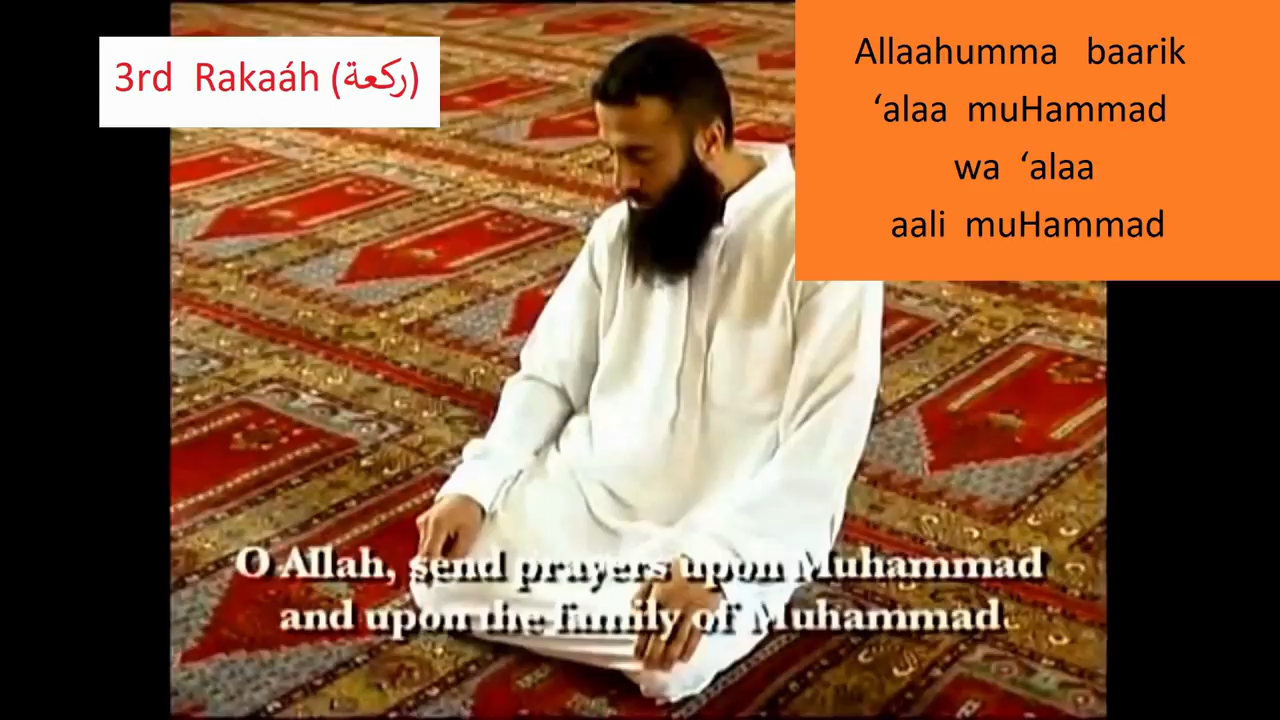 3rd Rakaáh (ركعة)
Allaahumma baarik
‘alaa muHammad
wa ‘alaa
aali muHammad
O Allah, send prayers upon Muhammad
and upon the family of Muhammad.